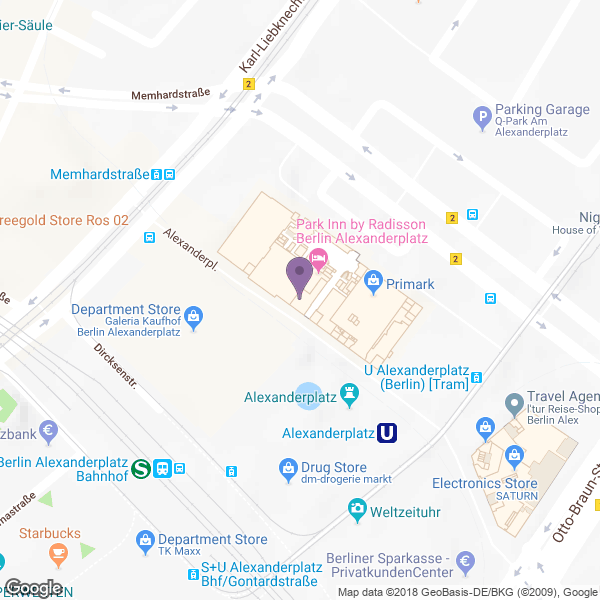 ier-Säule
Karl-Liebknech
2
Memhardstraße
Parking Garage
Q-Park Am
Alexanderplatz
P
Memhardstraße
reegold Store Ros 02
Alexanderpl.
Park Inn by Radisson
Berlin Alexanderplatz
2
Nig
House of
2
Primark
Department Store
Galeria Kaufhof
Berlin Alexanderplatz
ße
Dircksenstr.
U Alexanderplatz
(Berlin) [Tram]
Alexanderplatz
Travel Agen
l'tur Reise-Shop
Berlin Alex
zbank
Alexanderplatz
U
Berlin Alexanderplatz
Bahnhof
S
Drug Store
dm-drogerie markt
Electronics Store
SATURN
Otto-Braun-St
Weltzeituhr
Starbucks
Department Store
TK Maxx
S+U Alexanderplatz
Bhf/Gontardstraße
Berliner Sparkasse -
PrivatkundenCenter
Google
Map data ©2018 GeoBasis-DE/BKG (©2009), Google